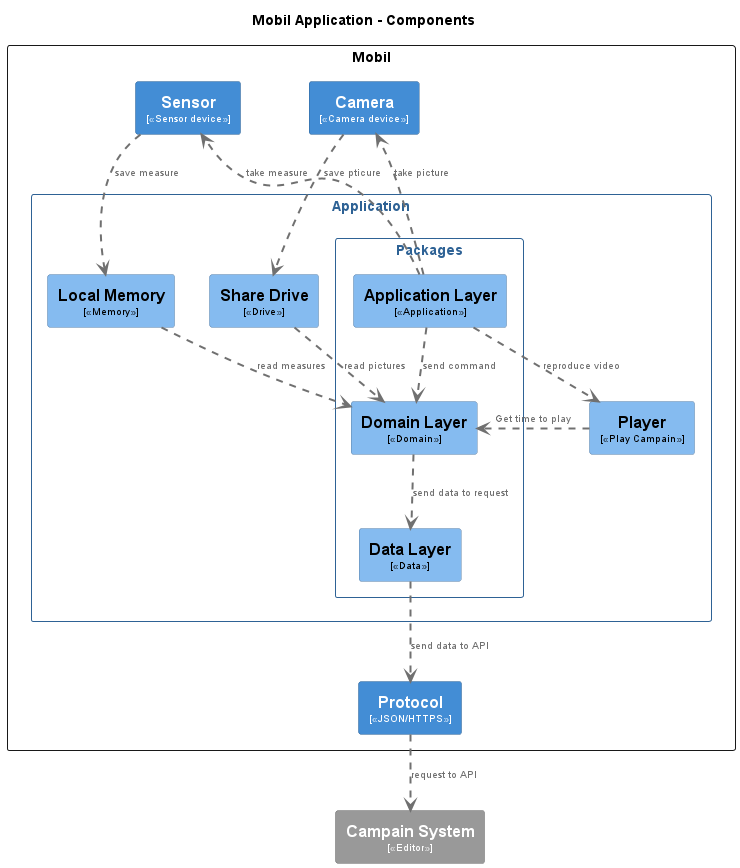 Mobil Application - Components
Mobil
Sensor
[«Sensor device»]
Camera
[«Camera device»]
save measure
take measure
save pticure
take picture
Application
Packages
Local Memory
[«Memory»]
Share Drive
[«Drive»]
Application Layer
[«Application»]
read measures
read pictures
send command
reproduce video
Domain Layer
[«Domain»]
Get time to play
Player
[«Play Campain»]
send data to request
Data Layer
[«Data»]
send data to API
Protocol
[«JSON/HTTPS»]
request to API
Campain System
[«Editor»]